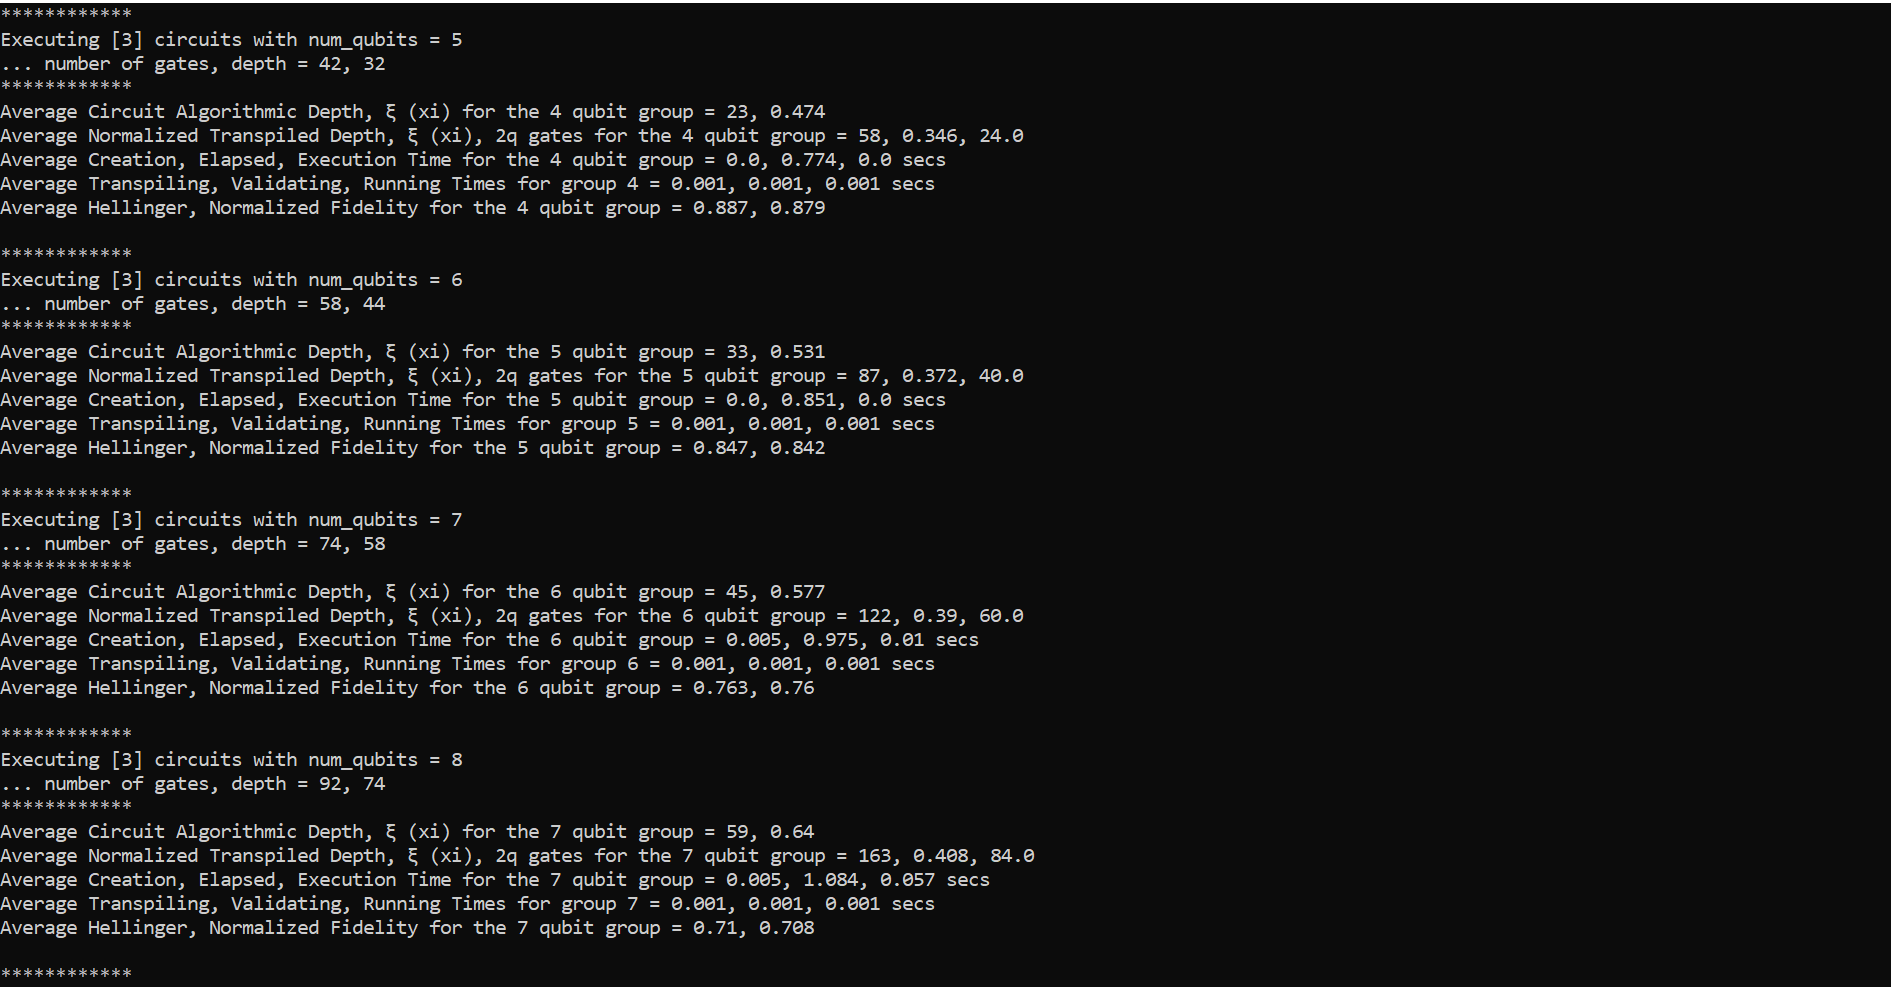 ************
Executing [3] circuits with num_qubits = 5
... number of gates, depth = 42, 32
************
Average Circuit Algorithmic Depth, ξ (xi) for the 4 qubit group = 23, 0.474
Average Normalized Transpiled Depth, ξ (xi), 2q gates for the 4 qubit group = 58, 0.346, 24.0
Average Creation, Elapsed, Execution Time for the 4 qubit group = 0.0, 0.774, 0.0 secs
Average Transpiling, Validating, Running Times for group 4 = 0.001, 0.001, 0.001 secs
Average Hellinger, Normalized Fidelity for the 4 qubit group = 0.887, 0.879
************
Executing [3] circuits with num_qubits = 6
... number of gates, depth = 58, 44
************
Average Circuit Algorithmic Depth, ξ (xi) for the 5 qubit group = 33, 0.531
Average Normalized Transpiled Depth, ξ (xi), 2q gates for the 5 qubit group = 87, 0.372, 40.0
Average Creation, Elapsed, Execution Time for the 5 qubit group = 0.0, 0.851, 0.0 secs
Average Transpiling, Validating, Running Times for group 5 = 0.001, 0.001, 0.001 secs
Average Hellinger, Normalized Fidelity for the 5 qubit group = 0.847, 0.842
************
Executing [3] circuits with num_qubits = 7
... number of gates, depth = 74, 58
************
Average Circuit Algorithmic Depth, ξ (xi) for the 6 qubit group = 45, 0.577
Average Normalized Transpiled Depth, ξ (xi), 2q gates for the 6 qubit group = 122, 0.39, 60.0
Average Creation, Elapsed, Execution Time for the 6 qubit group = 0.005, 0.975, 0.01 secs
Average Transpiling, Validating, Running Times for group 6 = 0.001, 0.001, 0.001 secs
Average Hellinger, Normalized Fidelity for the 6 qubit group = 0.763, 0.76
************
Executing [3] circuits with num_qubits = 8
... number of gates, depth = 92, 74
************
Average Circuit Algorithmic Depth, ξ (xi) for the 7 qubit group = 59, 0.64
Average Normalized Transpiled Depth, ξ (xi), 2q gates for the 7 qubit group = 163, 0.408, 84.0
Average Creation, Elapsed, Execution Time for the 7 qubit group = 0.005, 1.084, 0.057 secs
Average Transpiling, Validating, Running Times for group 7 = 0.001, 0.001, 0.001 secs
Average Hellinger, Normalized Fidelity for the 7 qubit group = 0.71, 0.708
************